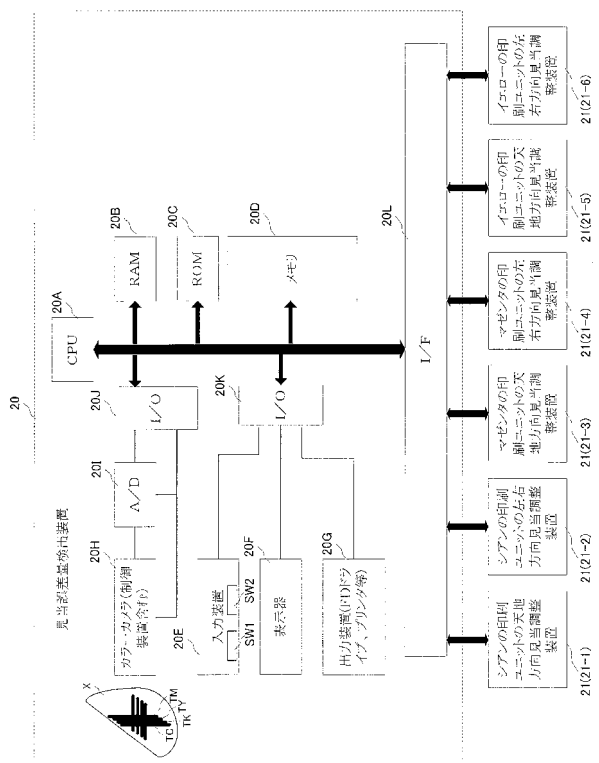 20
見当誤差量検出装置
20A
CPU
20B
RAM
20C
ROM
20D
メモリ
20J
I/O
20K
I/O
20I
A/D
20H
カラーカメラ(制御
装置含む)
20E
入力装置
SW1
SW2
20F
表示器
20G
出力装置(FDドラ
イブ、プリンタ等)
20L
I/F
X
TM
TY
TK
TC
シアンの印刷
ユニットの天地
方向見当調整
装置
21(21-1)
シアンの印刷
ユニットの左右
方向見当調整
装置
21(21-2)
マゼンタの印
刷ユニットの天
地方向見当調
整装置
21(21-3)
マゼンタの印
刷ユニットの左
右方向見当調
整装置
21(21-4)
イエローの印
刷ユニットの天
地方向見当調
整装置
21(21-5)
イエローの印
刷ユニットの左
右方向見当調
整装置
21(21-6)